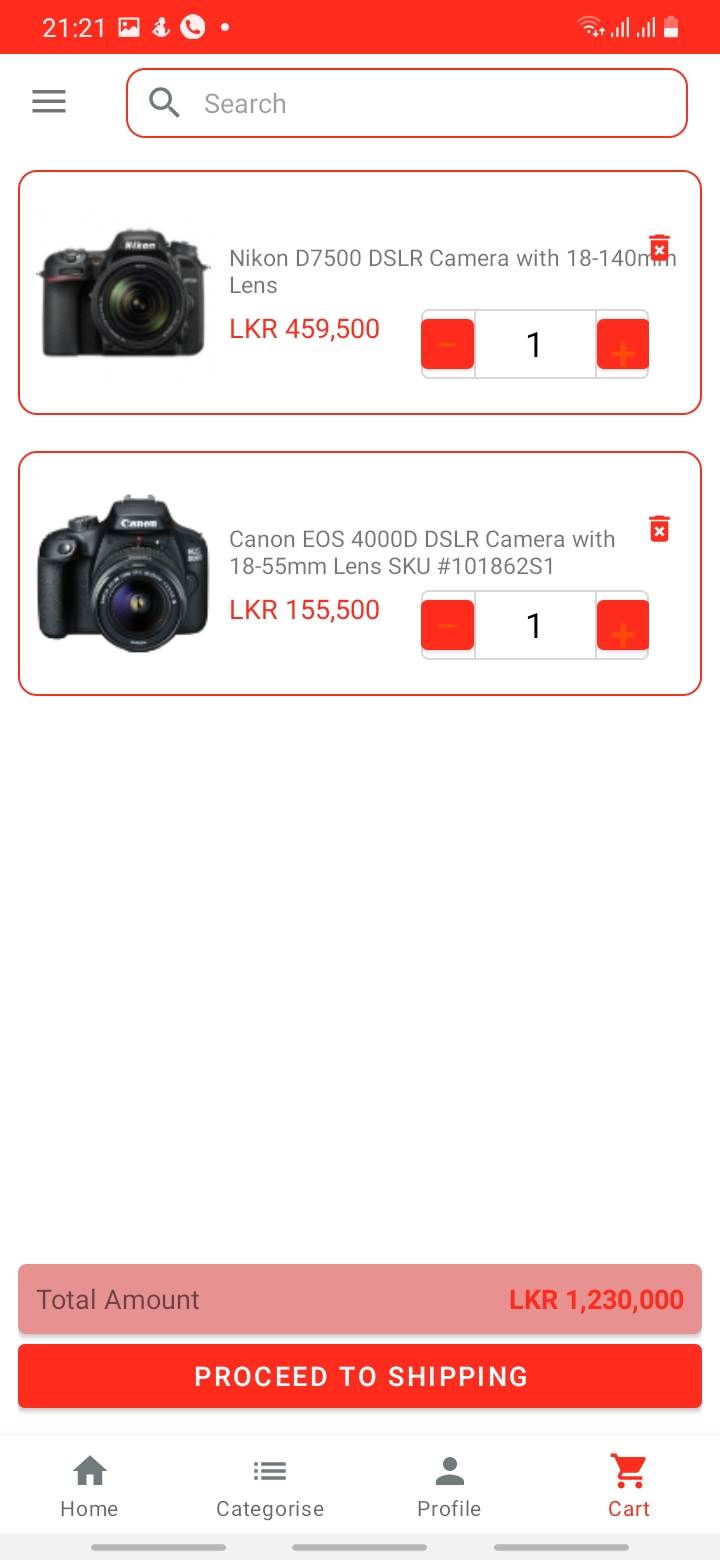 21:21
Search
Nikon
Nikon D7500 DSLR Camera with 18-140mm
Lens
LKR 459,500
− 1 +
Canon
Canon EOS 4000D DSLR Camera with
18-55mm Lens SKU #101862S1
LKR 155,500
− 1 +
Total Amount LKR 1,230,000
PROCEED TO SHIPPING
Home Categorise Profile Cart